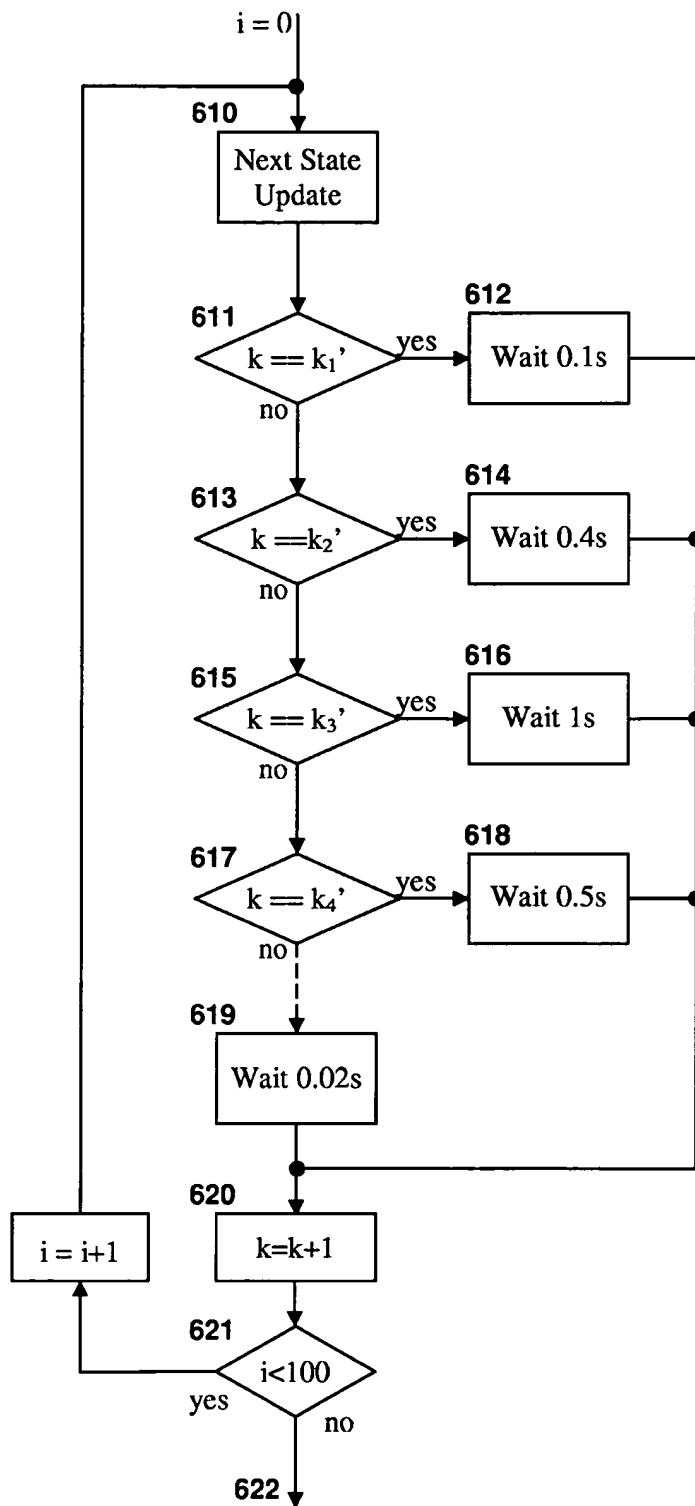 i = 0
610
Next State
Update
611
k == k₁’
yes
no
612
Wait 0.1s
613
k ==k₂’
yes
no
614
Wait 0.4s
615
k == k₃’
yes
no
616
Wait 1s
617
k == k₄’
yes
no
618
Wait 0.5s
619
Wait 0.02s
620
k=k+1
i = i+1
621
i<100
yes
no
622